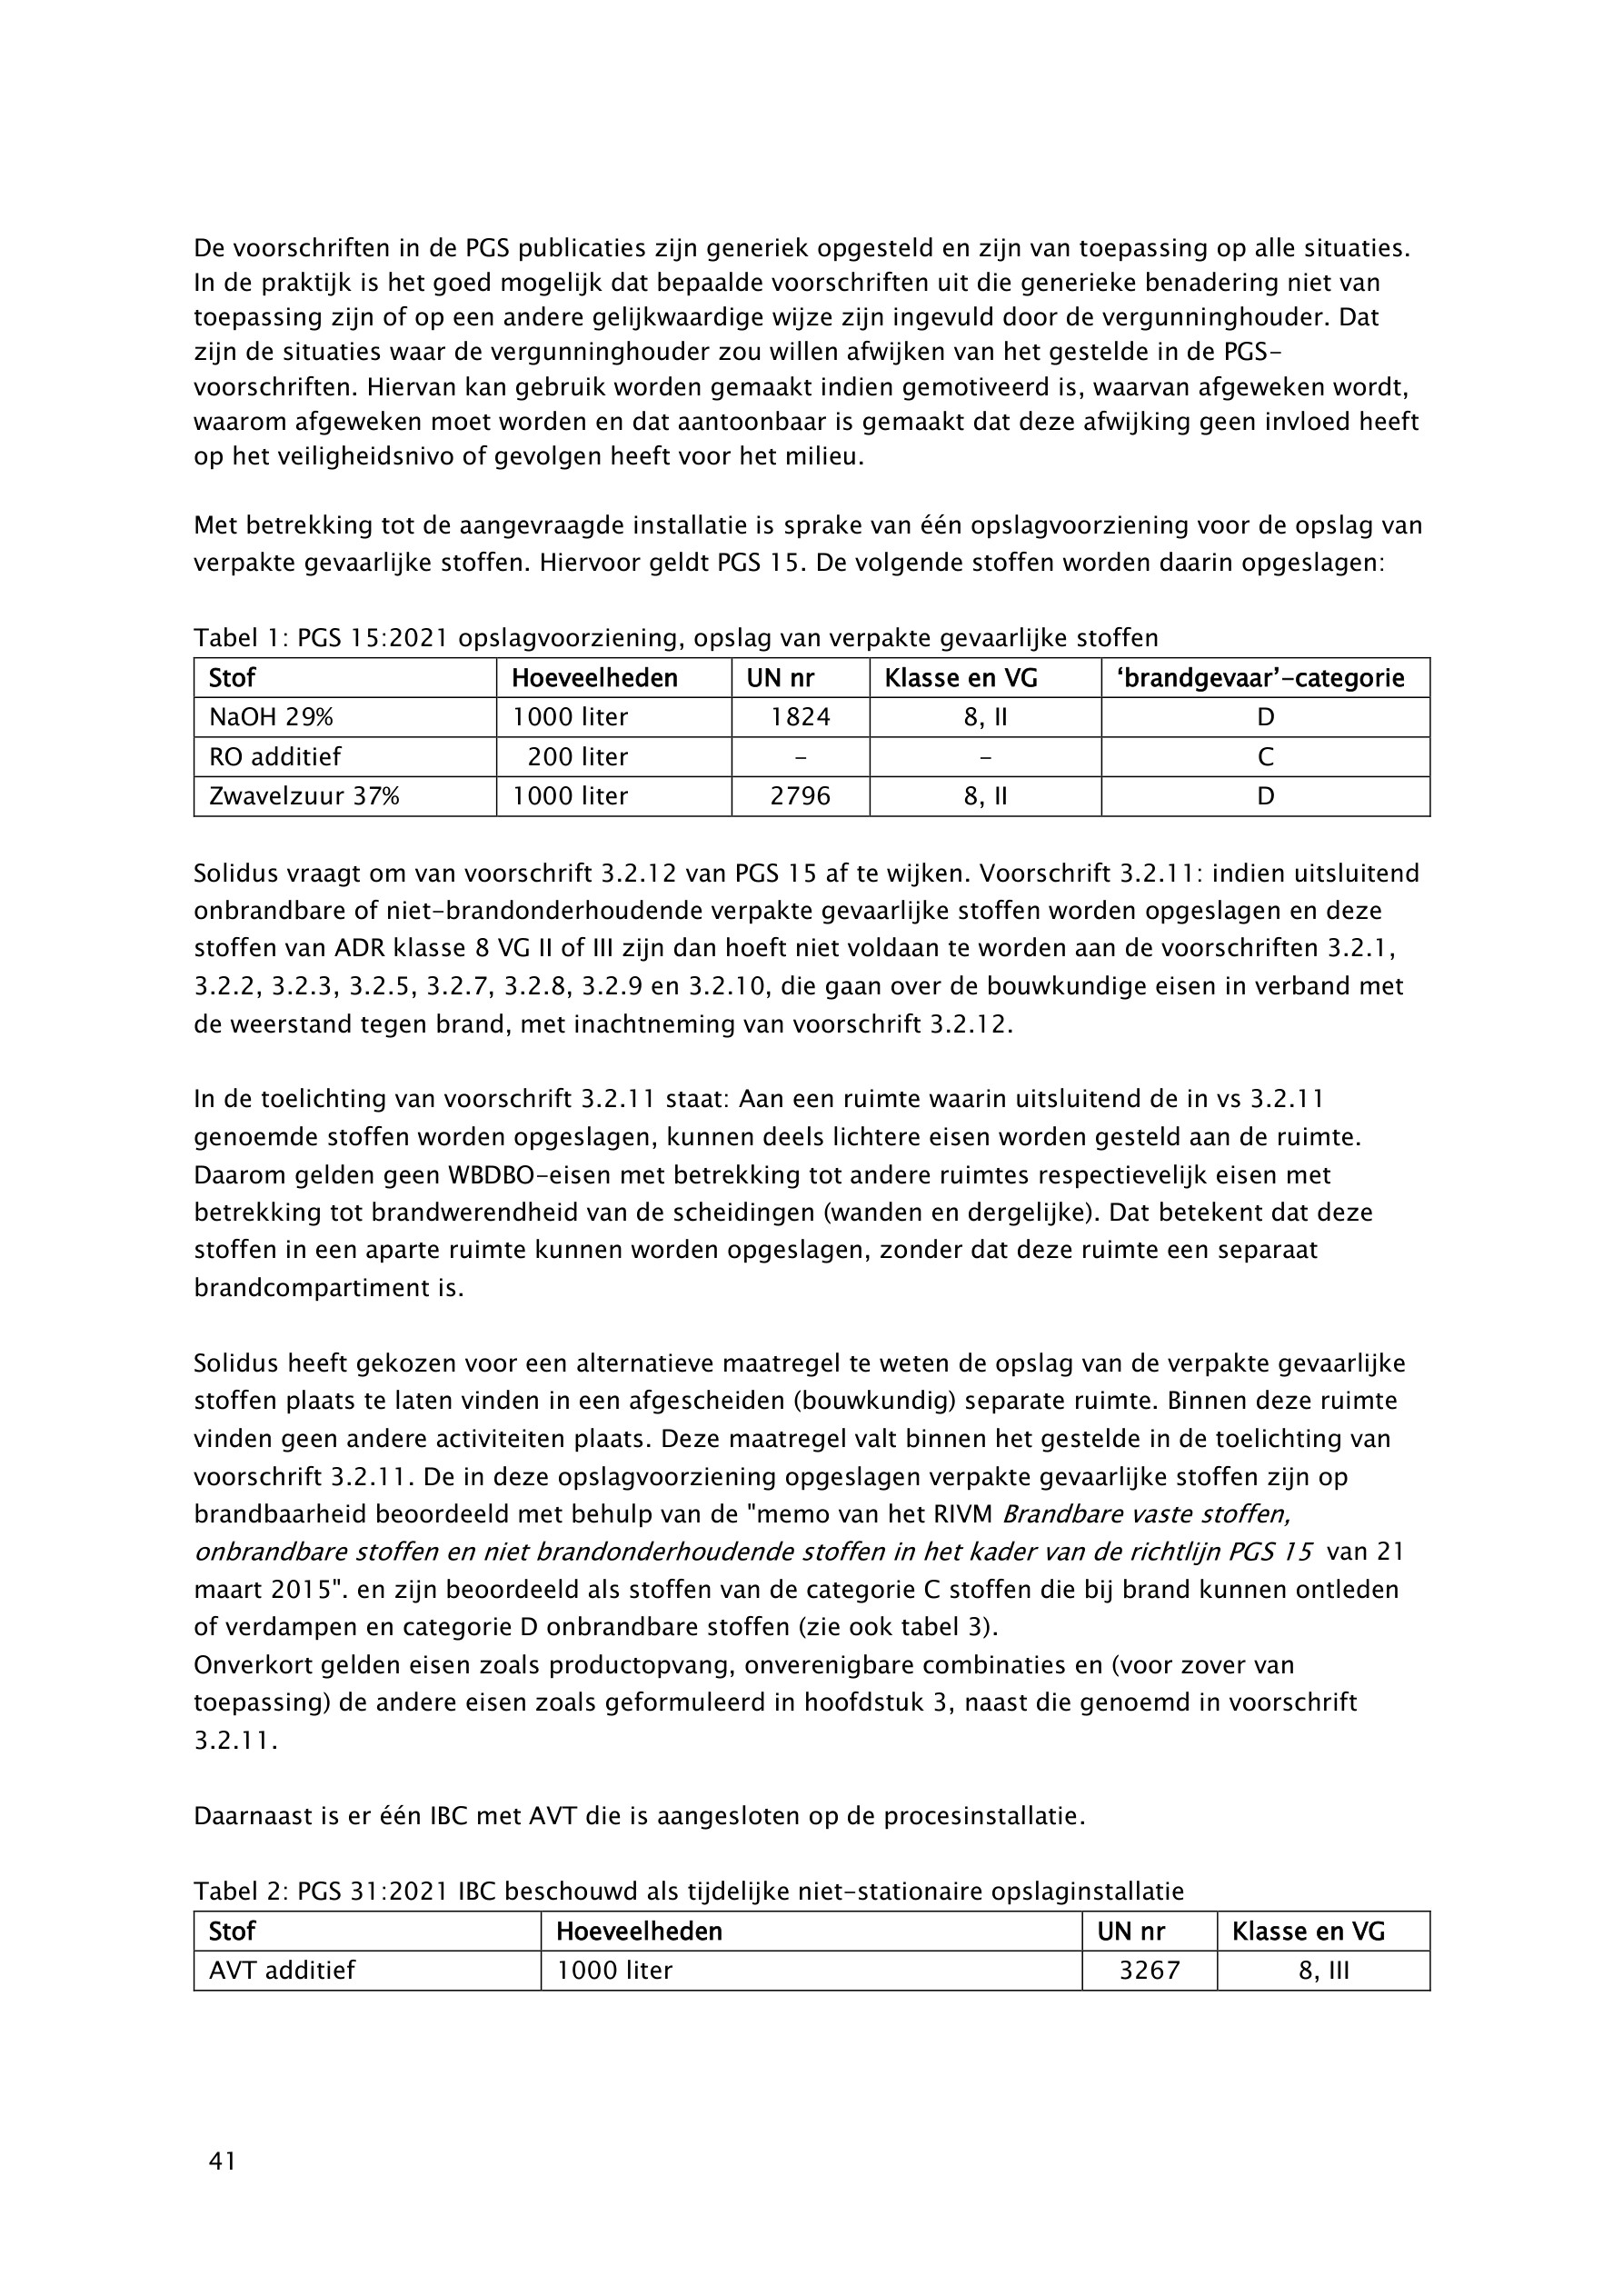 De voorschriften in de PGS publicaties zijn generiek opgesteld en zijn van toepassing op alle situaties.
In de praktijk is het goed mogelijk dat bepaalde voorschriften uit die generieke benadering niet van
toepassing zijn of op een andere gelijkwaardige wijze zijn ingevuld door de vergunninghouder. Dat
zijn de situaties waar de vergunninghouder zou willen afwijken van het gestelde in de PGS-
voorschriften. Hiervan kan gebruik worden gemaakt indien gemotiveerd is, waarvan afgeweken wordt,
waarom afgeweken moet worden en dat aantoonbaar is gemaakt dat deze afwijking geen invloed heeft
op het veiligheidsnivo of gevolgen heeft voor het milieu.
Met betrekking tot de aangevraagde installatie is sprake van één opslagvoorziening voor de opslag van
verpakte gevaarlijke stoffen. Hiervoor geldt PGS 15. De volgende stoffen worden daarin opgeslagen:
Tabel 1: PGS 15:2021 opslagvoorziening, opslag van verpakte gevaarlijke stoffen
Stof Hoeveelheden UN nr Klasse en VG ‘brandgevaar’-categorie
NaOH 29% 1000 liter 1824 8, II D
RO additief 200 liter - - C
Zwavelzuur 37% 1000 liter 2796 8, II D
Solidus vraagt om van voorschrift 3.2.12 van PGS 15 af te wijken. Voorschrift 3.2.11: indien uitsluitend
onbrandbare of niet-brandonderhoudende verpakte gevaarlijke stoffen worden opgeslagen en deze
stoffen van ADR klasse 8 VG II of III zijn dan hoeft niet voldaan te worden aan de voorschriften 3.2.1,
3.2.2, 3.2.3, 3.2.5, 3.2.7, 3.2.8, 3.2.9 en 3.2.10, die gaan over de bouwkundige eisen in verband met
de weerstand tegen brand, met inachtneming van voorschrift 3.2.12.
In de toelichting van voorschrift 3.2.11 staat: Aan een ruimte waarin uitsluitend de in vs 3.2.11
genoemde stoffen worden opgeslagen, kunnen deels lichtere eisen worden gesteld aan de ruimte.
Daarom gelden geen WBDBO-eisen met betrekking tot andere ruimtes respectievelijk eisen met
betrekking tot brandwerendheid van de scheidingen (wanden en dergelijke). Dat betekent dat deze
stoffen in een aparte ruimte kunnen worden opgeslagen, zonder dat deze ruimte een separaat
brandcompartiment is.
Solidus heeft gekozen voor een alternatieve maatregel te weten de opslag van de verpakte gevaarlijke
stoffen plaats te laten vinden in een afgescheiden (bouwkundig) separate ruimte. Binnen deze ruimte
vinden geen andere activiteiten plaats. Deze maatregel valt binnen het gestelde in de toelichting van
voorschrift 3.2.11. De in deze opslagvoorziening opgeslagen verpakte gevaarlijke stoffen zijn op
brandbaarheid beoordeeld met behulp van de "memo van het RIVM Brandbare vaste stoffen,
onbrandbare stoffen en niet brandonderhoudende stoffen in het kader van de richtlijn PGS 15 van 21
maart 2015". en zijn beoordeeld als stoffen van de categorie C stoffen die bij brand kunnen ontleden
of verdampen en categorie D onbrandbare stoffen (zie ook tabel 3).
Onverkort gelden eisen zoals productopvang, onverenigbare combinaties en (voor zover van
toepassing) de andere eisen zoals geformuleerd in hoofdstuk 3, naast die genoemd in voorschrift
3.2.11.
Daarnaast is er één IBC met AVT die is aangesloten op de procesinstallatie.
Tabel 2: PGS 31:2021 IBC beschouwd als tijdelijke niet-stationaire opslaginstallatie
Stof Hoeveelheden UN nr Klasse en VG
AVT additief 1000 liter 3267 8, III
41